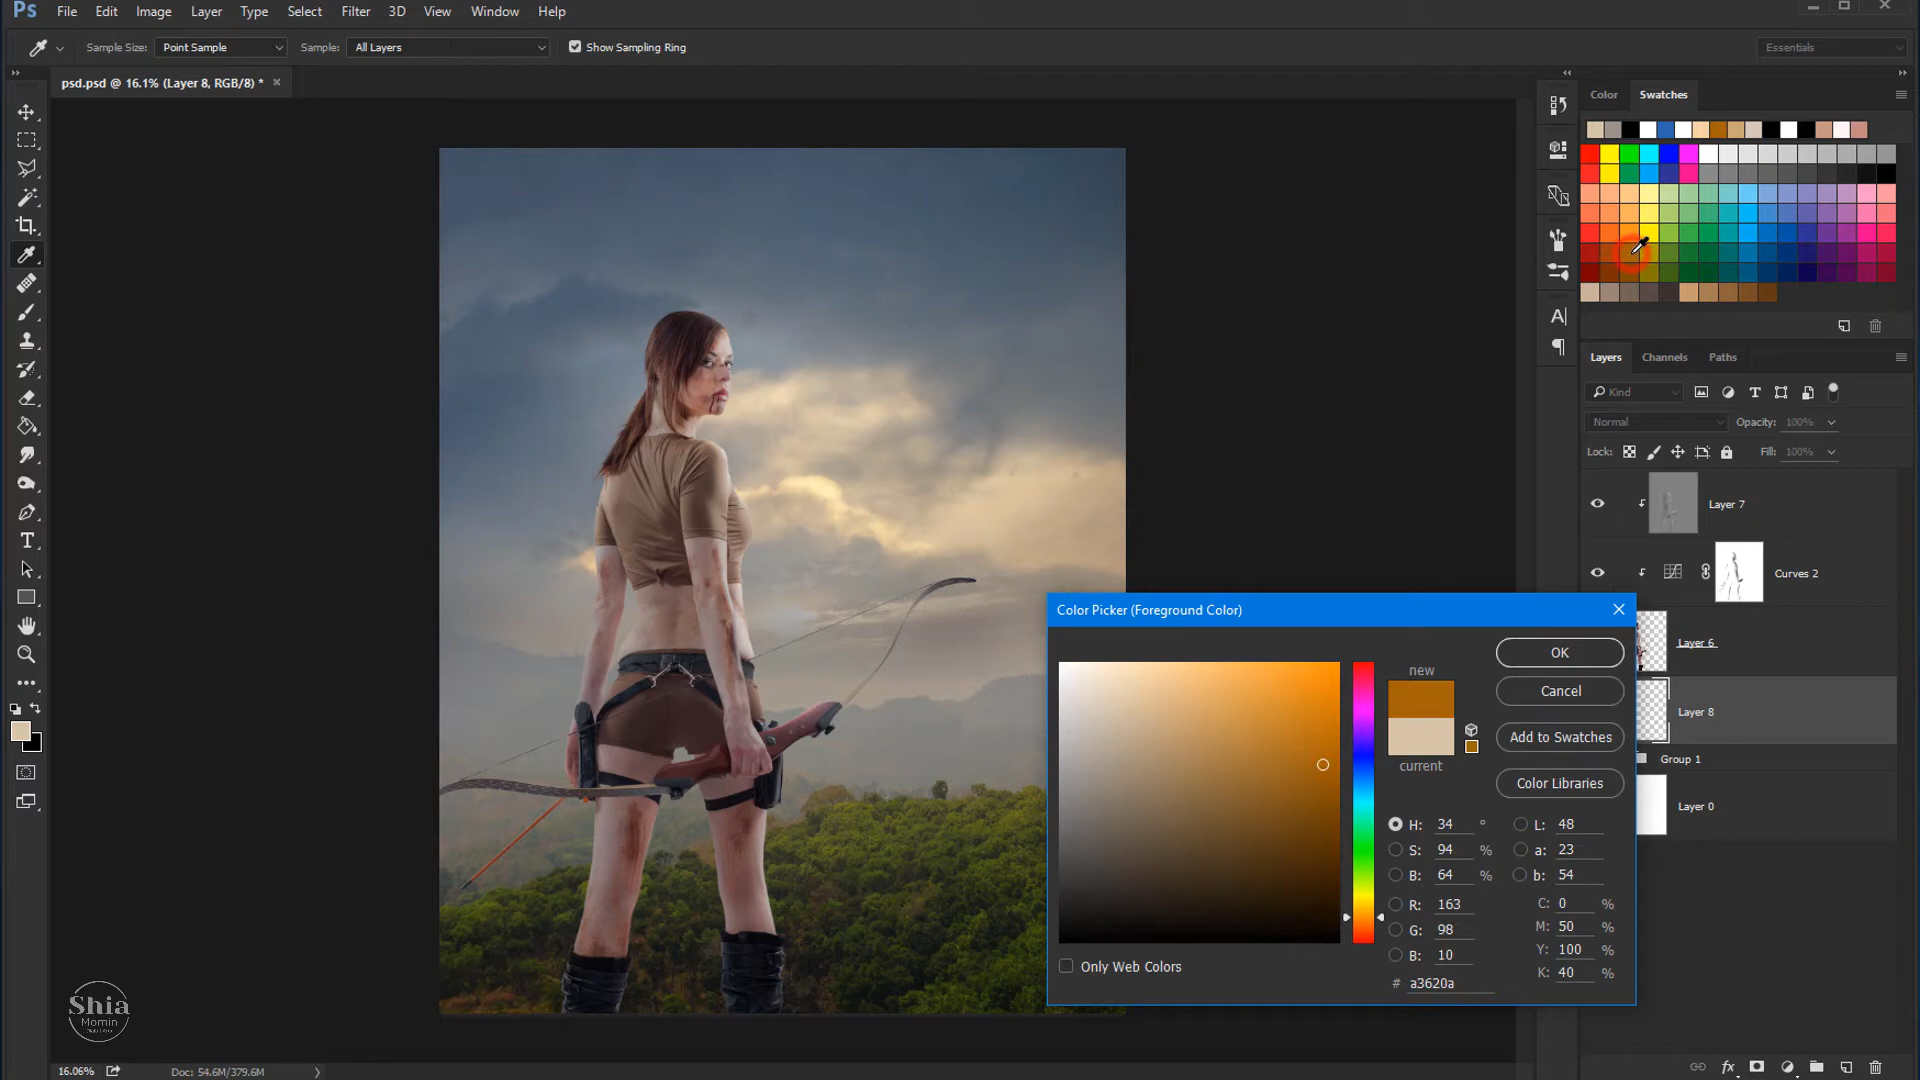 Ps File Edit Image Layer Type Select Filter 3D View Window Help
Sample Size: Point Sample Sample: All Layers Show Sampling Ring Essentials
psd.psd @ 16.1% (Layer 8, RGB/8) *
Color Swatches
Layers Channels Paths
Kind
Normal Opacity: 100%
Lock: Fill: 100%
Layer 7
Curves 2
Layer 6
Layer 8
Group 1
Layer 0
Color Picker (Foreground Color)
new
current
OK
Cancel
Add to Swatches
Color Libraries
H: 34 ° L: 48
S: 94 % a: 23
B: 64 % b: 54
R: 163 C: 0 %
G: 98 M: 50 %
B: 10 Y: 100 %
# a3620a K: 40 %
Only Web Colors
Shia
Momin
16.06% Doc: 54.6M/379.6M